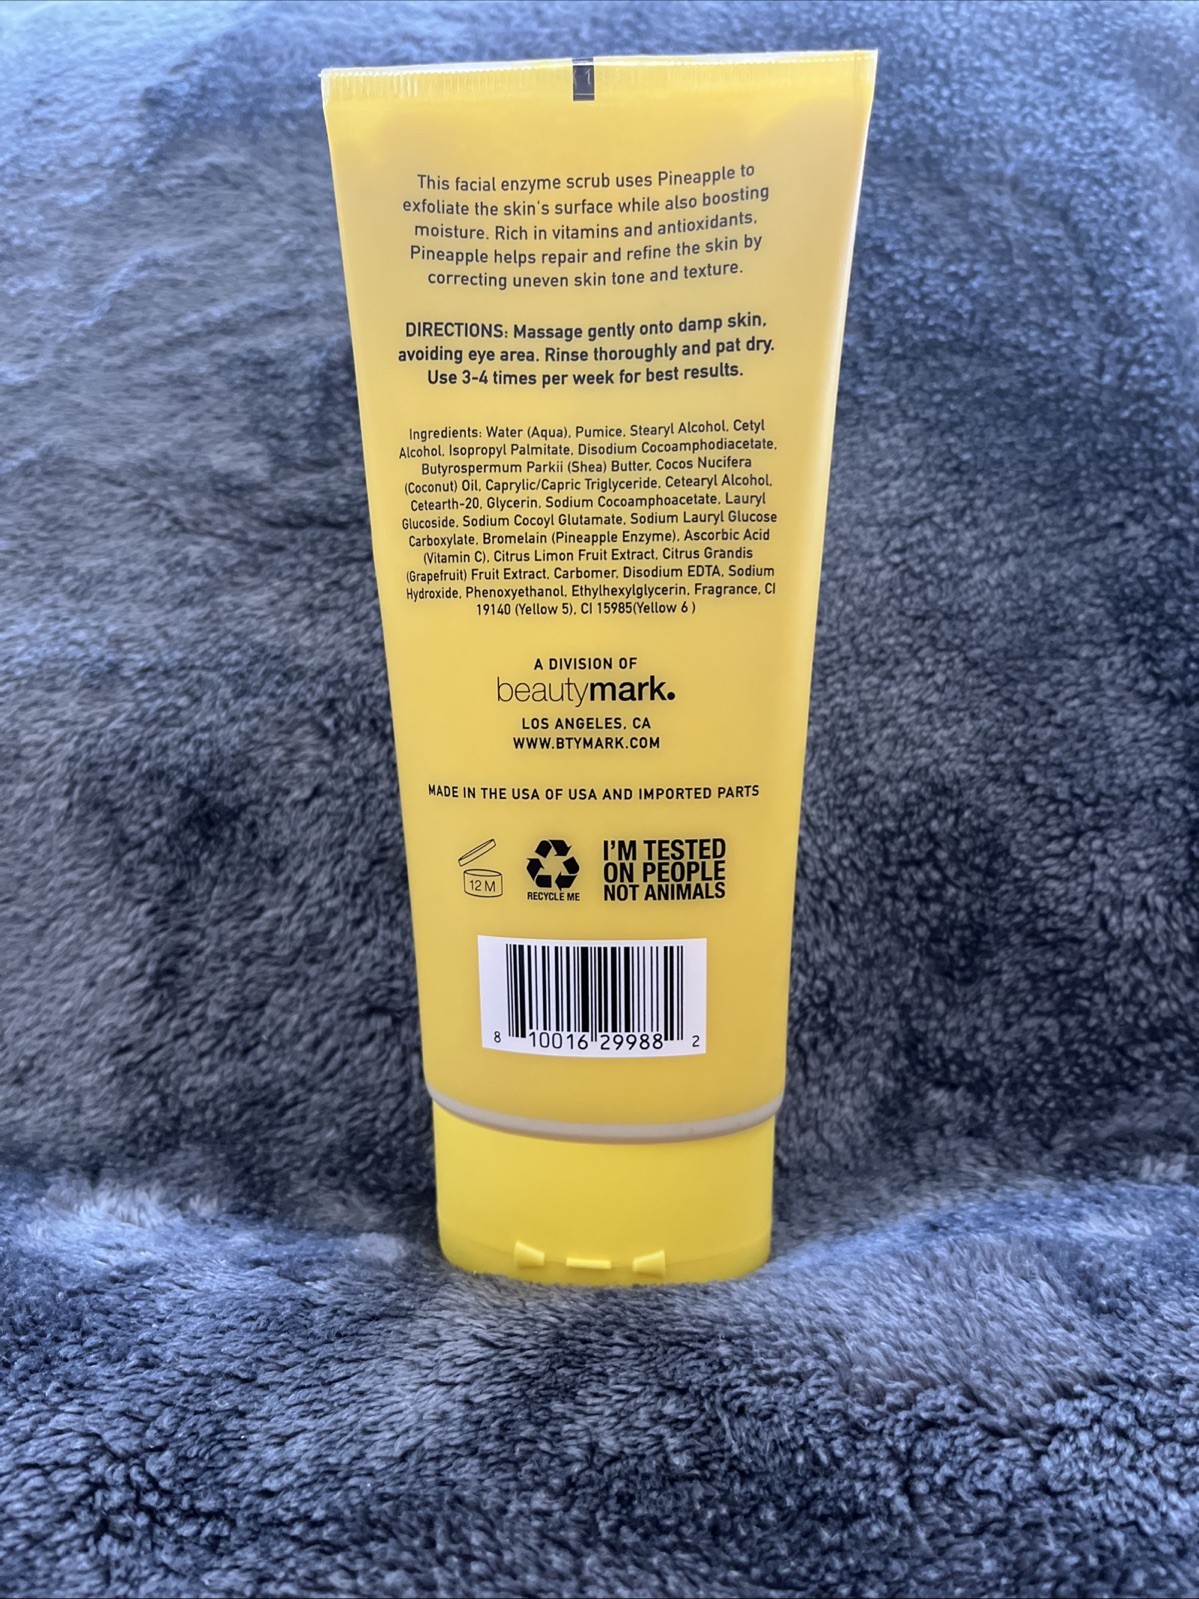 This facial enzyme scrub uses Pineapple to
exfoliate the skin's surface while also boosting
moisture. Rich in vitamins and antioxidants,
Pineapple helps repair and refine the skin by
correcting uneven skin tone and texture.
DIRECTIONS: Massage gently onto damp skin,
avoiding eye area. Rinse thoroughly and pat dry.
Use 3-4 times per week for best results.
Ingredients: Water (Aqua), Pumice, Stearyl Alcohol, Cetyl
Alcohol, Isopropyl Palmitate, Disodium Cocoamphodiacetate,
Butyrospermum Parkii (Shea) Butter, Cocos Nucifera
(Coconut) Oil, Caprylic/Capric Triglyceride, Cetearyl Alcohol,
Cetearth-20, Glycerin, Sodium Cocoamphoacetate, Lauryl
Glucoside, Sodium Cocoyl Glutamate, Sodium Lauryl Glucose
Carboxylate, Bromelain (Pineapple Enzyme), Ascorbic Acid
(Vitamin C), Citrus Limon Fruit Extract, Citrus Grandis
(Grapefruit) Fruit Extract, Carbomer, Disodium EDTA, Sodium
Hydroxide, Phenoxyethanol, Ethylhexylglycerin, Fragrance, CI
19140 (Yellow 5), CI 15985(Yellow 6 )
A DIVISION OF
beautymark.
LOS ANGELES, CA
WWW.BTYMARK.COM
MADE IN THE USA OF USA AND IMPORTED PARTS
12 M
RECYCLE ME
I'M TESTED
ON PEOPLE
NOT ANIMALS
8 10016 29988 2